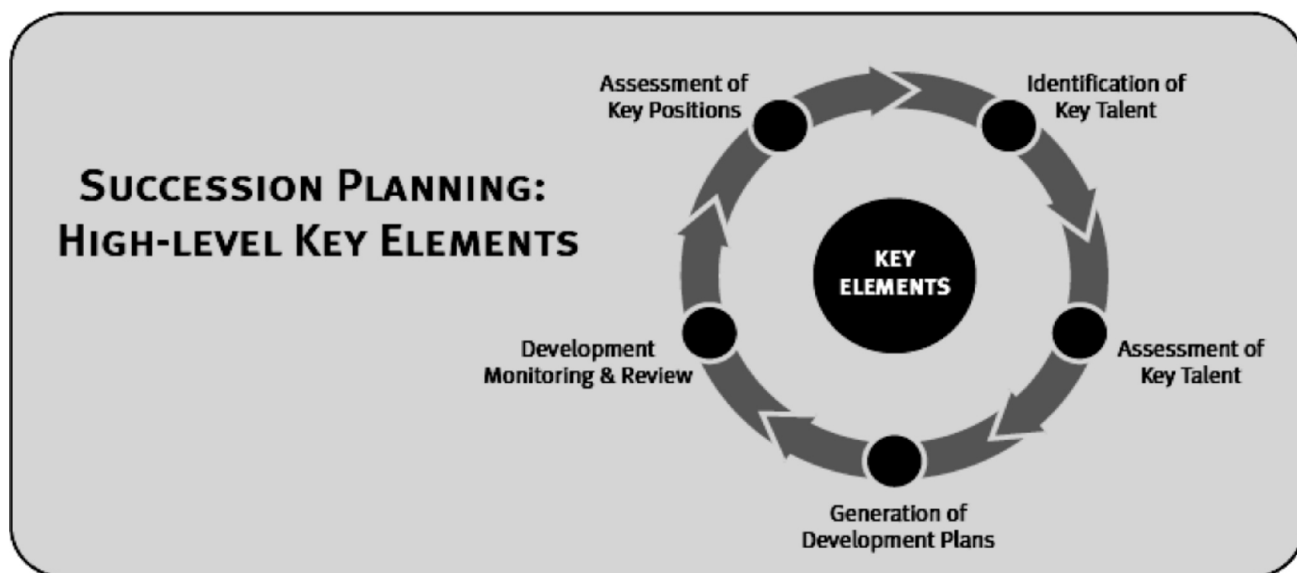 SUCCESSION PLANNING:
HIGH-LEVEL KEY ELEMENTS
Assessment of
Key Positions
Identification of
Key Talent
KEY
ELEMENTS
Development
Monitoring & Review
Assessment of
Key Talent
Generation of
Development Plans